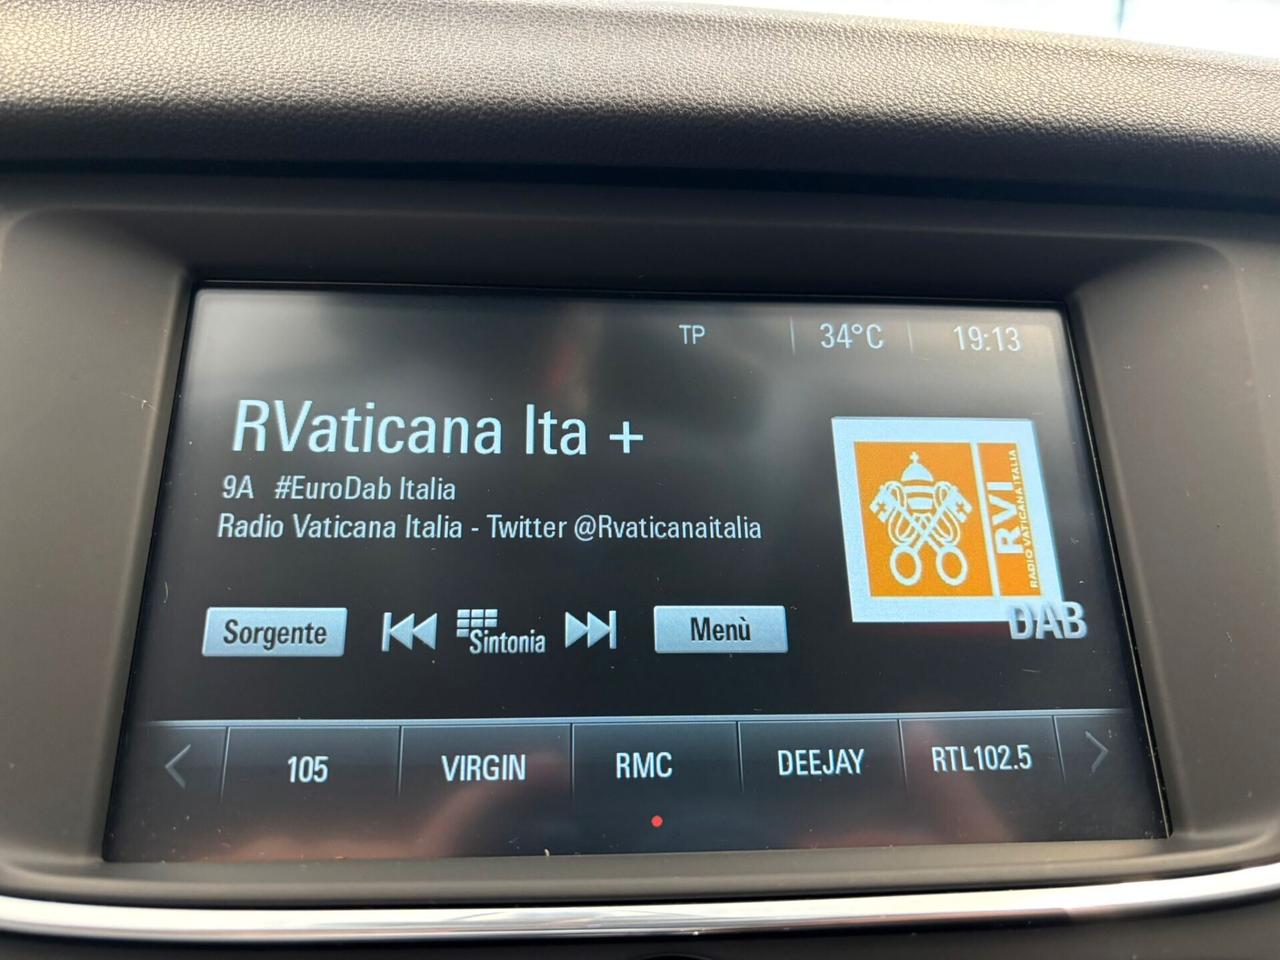 TP 34°C 19:13
RVaticana Ita +
9A #EuroDab Italia
Radio Vaticana Italia - Twitter @Rvaticanaitalia
RVI
RADIO VATICANA ITALIA
DAB
Sorgente Sintonia Menù
105 VIRGIN RMC DEEJAY RTL102.5